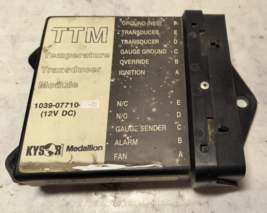 TTM
Temperature
Transducer
Module
1039-07710
(12V DC)
KYSOR Medallion
GROUND (NEG) F
TRANSDUCER E
TRANSDUCER D
GAUGE GROUND C
OVERRIDE B
IGNITION A
N/C E
N/O D
GAUGE SENDER C
ALARM B
FAN A